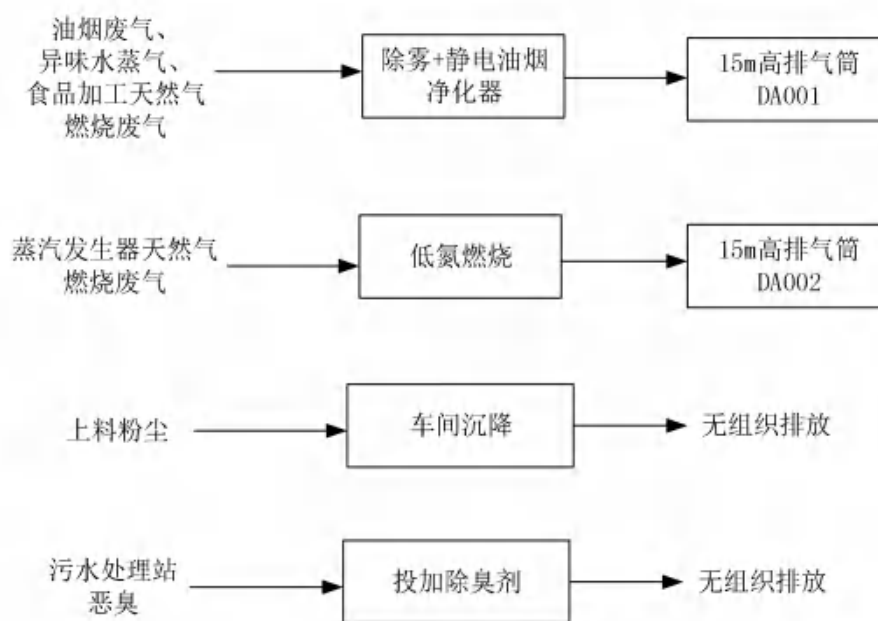 油烟废气、
异味水蒸气、
食品加工天然气
燃烧废气
除雾+静电油烟
净化器
15m高排气筒
DA001
蒸汽发生器天然气
燃烧废气
低氮燃烧
15m高排气筒
DA002
上料粉尘
车间沉降
无组织排放
污水处理站
恶臭
投加除臭剂
无组织排放